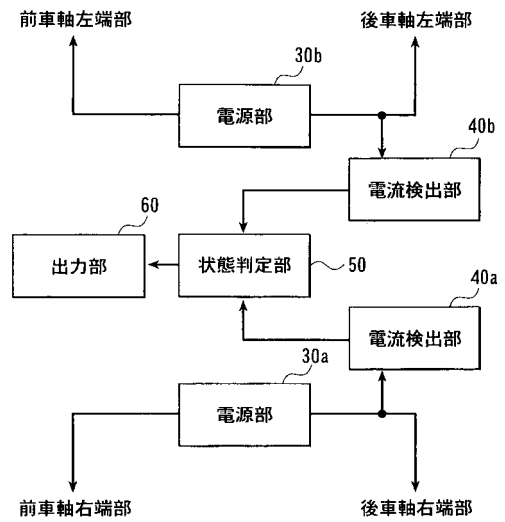 前車軸左端部
後車軸左端部
30b
電源部
40b
電流検出部
60
出力部
状態判定部
50
40a
電流検出部
30a
電源部
前車軸右端部
後車軸右端部